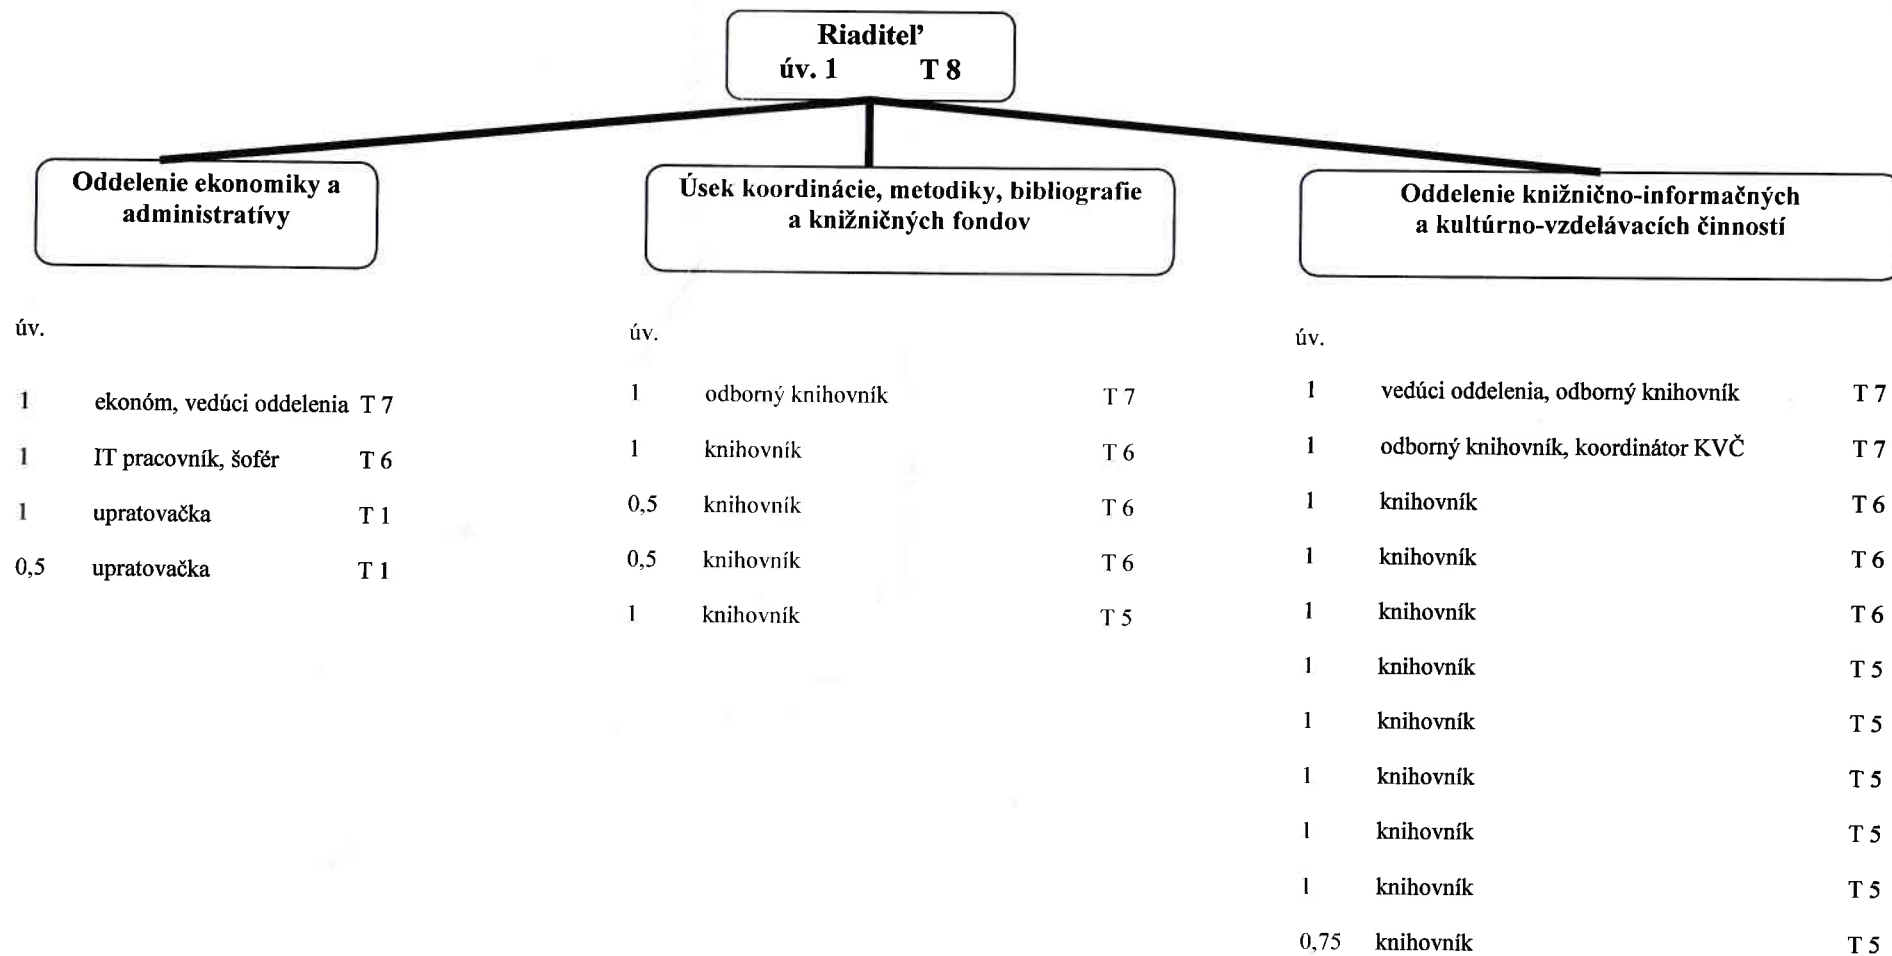 Riaditeľ
úv. 1 T 8
Oddelenie ekonomiky a
administratívy
úv.
1 ekonóm, vedúci oddelenia T 7
1 IT pracovník, šofér T 6
1 upratovačka T 1
0,5 upratovačka T 1
Úsek koordinácie, metodiky, bibliografie
a knižničných fondov
úv.
1 odborný knihovník T 7
1 knihovník T 6
0,5 knihovník T 6
0,5 knihovník T 6
1 knihovník T 5
Oddelenie knižnično-informačných
a kultúrno-vzdelávacích činností
úv.
1 vedúci oddelenia, odborný knihovník T 7
1 odborný knihovník, koordinátor KVČ T 7
1 knihovník T 6
1 knihovník T 6
1 knihovník T 6
1 knihovník T 5
1 knihovník T 5
1 knihovník T 5
1 knihovník T 5
1 knihovník T 5
0,75 knihovník T 5